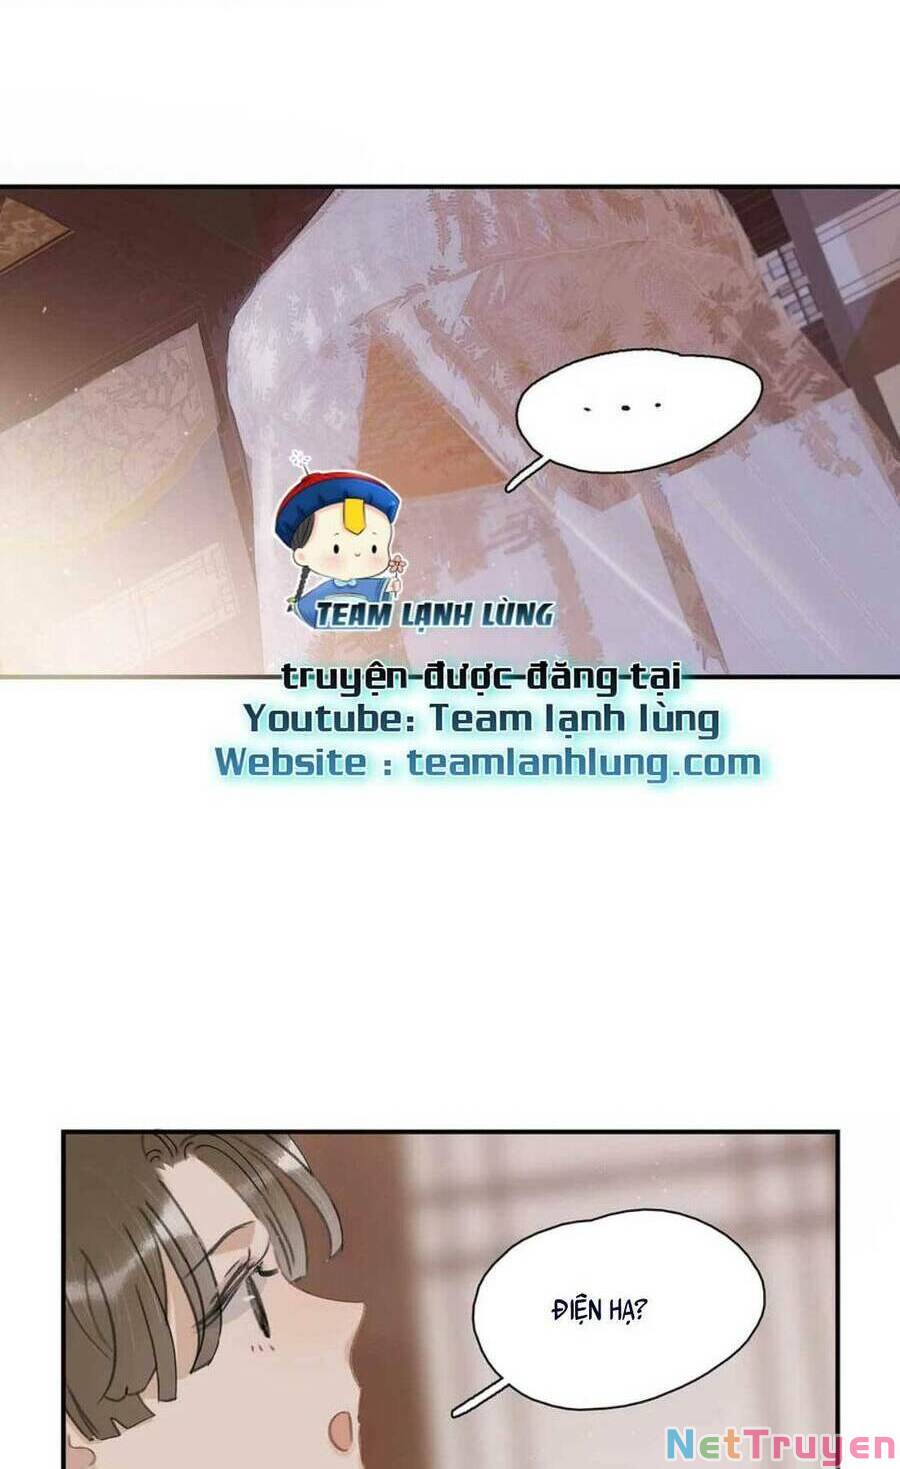 ...
TEAM LẠNH LÙNG
truyện được đăng tại
Youtube: Team lạnh lùng
Website : teamlanhlung.com
ĐIỆN HẠ?
NetTruyen